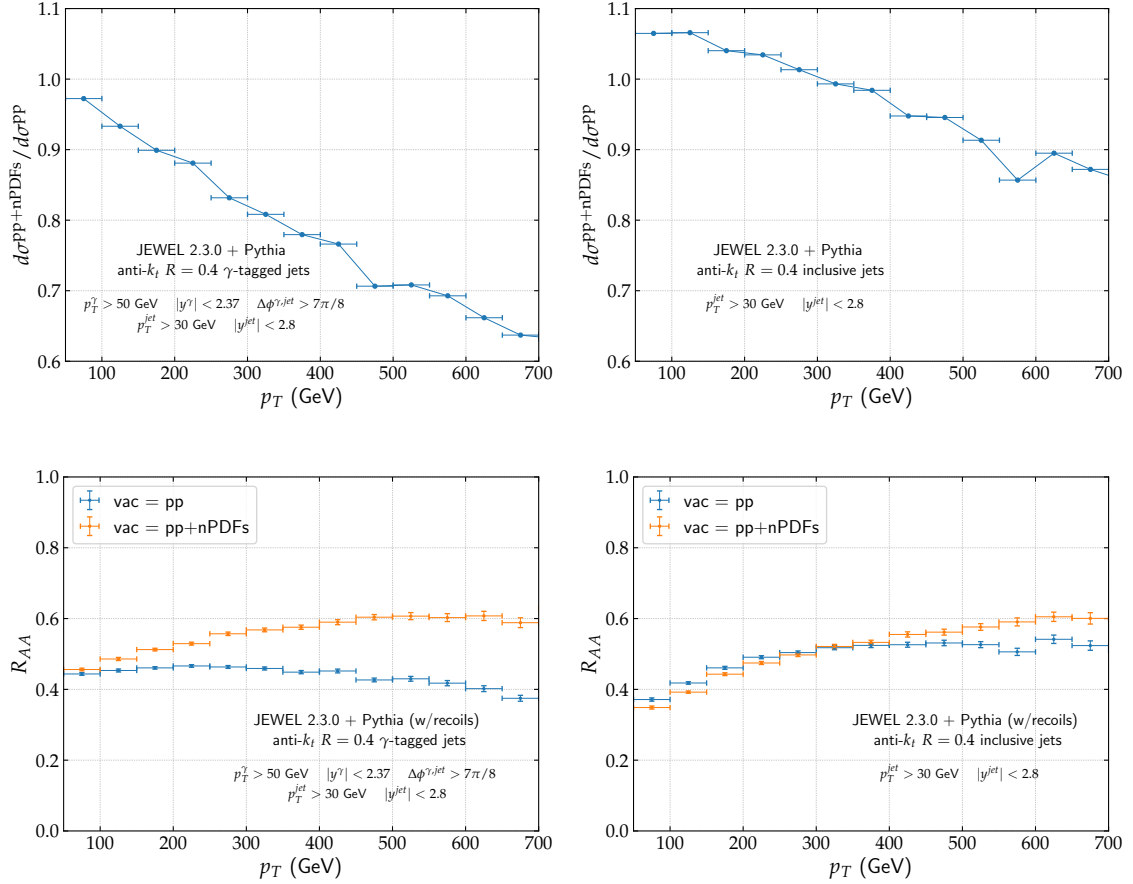 1.1
1.0
0.9
0.8
0.7
0.6
dσ^{pp+nPDFs} / dσ^{pp}
JEWEL 2.3.0 + Pythia
anti-k_t R = 0.4 γ-tagged jets
p_T^γ > 50 GeV |y^γ| < 2.37 Δϕ^{γ,jet} > 7π/8
p_T^{jet} > 30 GeV |y^{jet}| < 2.8
100 200 300 400 500 600 700
p_T (GeV)
1.1
1.0
0.9
0.8
0.7
0.6
dσ^{pp+nPDFs} / dσ^{pp}
JEWEL 2.3.0 + Pythia
anti-k_t R = 0.4 inclusive jets
p_T^{jet} > 30 GeV |y^{jet}| < 2.8
100 200 300 400 500 600 700
p_T (GeV)
1.0
0.8
0.6
0.4
0.2
0.0
R_{AA}
vac = pp
vac = pp+nPDFs
JEWEL 2.3.0 + Pythia (w/recoils)
anti-k_t R = 0.4 γ-tagged jets
p_T^γ > 50 GeV |y^γ| < 2.37 Δϕ^{γ,jet} > 7π/8
p_T^{jet} > 30 GeV |y^{jet}| < 2.8
100 200 300 400 500 600 700
p_T (GeV)
1.0
0.8
0.6
0.4
0.2
0.0
R_{AA}
vac = pp
vac = pp+nPDFs
JEWEL 2.3.0 + Pythia (w/recoils)
anti-k_t R = 0.4 inclusive jets
p_T^{jet} > 30 GeV |y^{jet}| < 2.8
100 200 300 400 500 600 700
p_T (GeV)